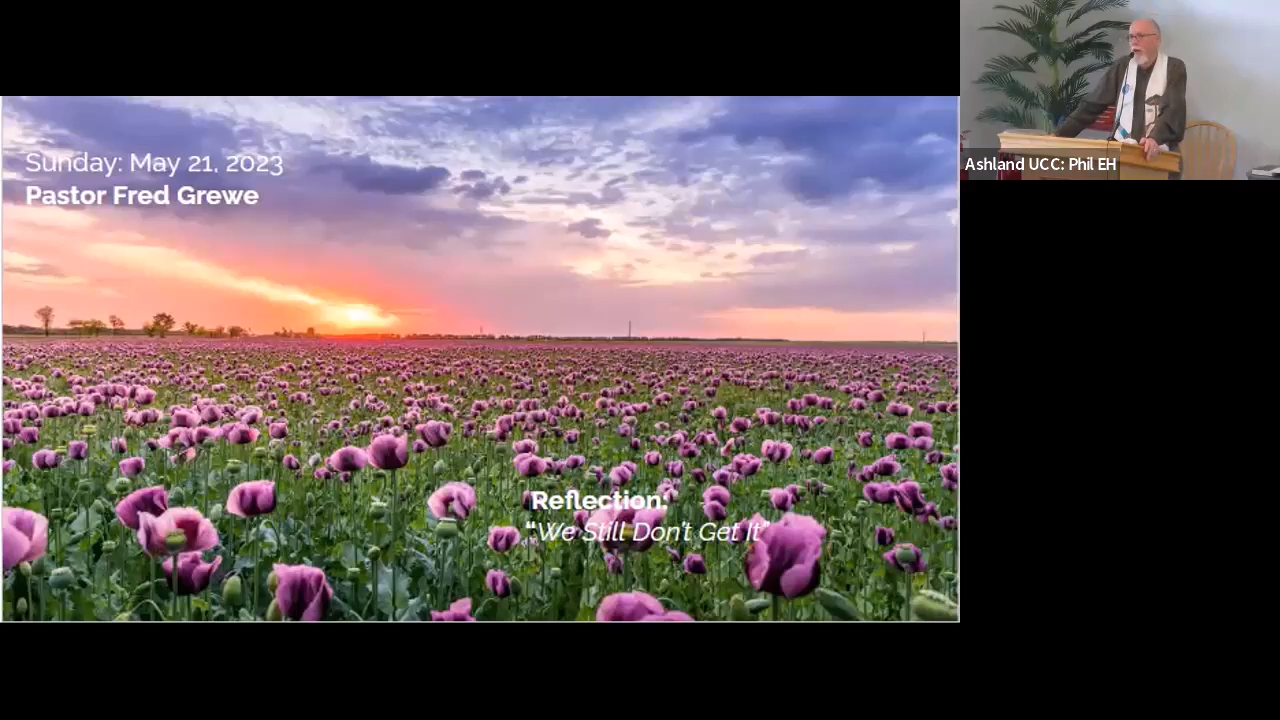 Sunday: May 21, 2023
Pastor Fred Grewe
Reflection:
“We Still Don't Get It”
Ashland UCC: Phil EH